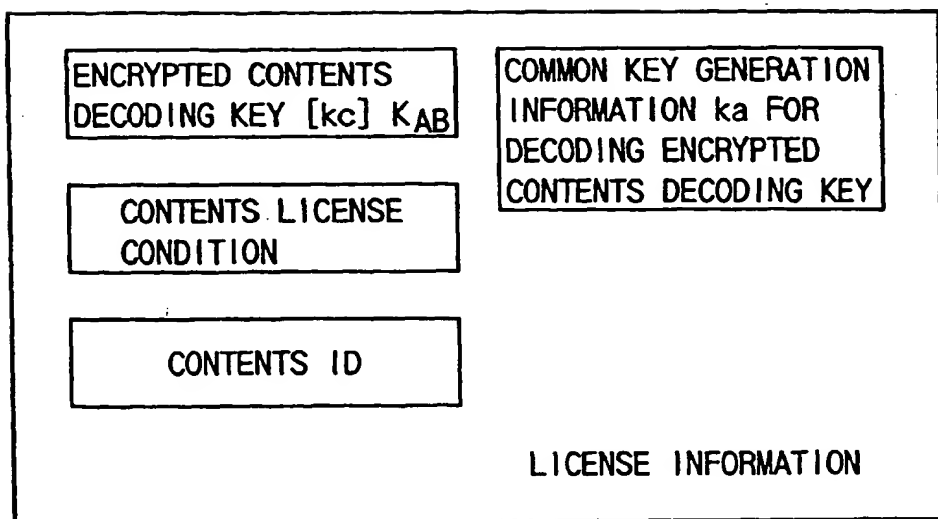 ENCRYPTED CONTENTS
DECODING KEY [kc] KAB
COMMON KEY GENERATION
INFORMATION ka FOR
DECODING ENCRYPTED
CONTENTS DECODING KEY
CONTENTS LICENSE
CONDITION
CONTENTS ID
LICENSE INFORMATION